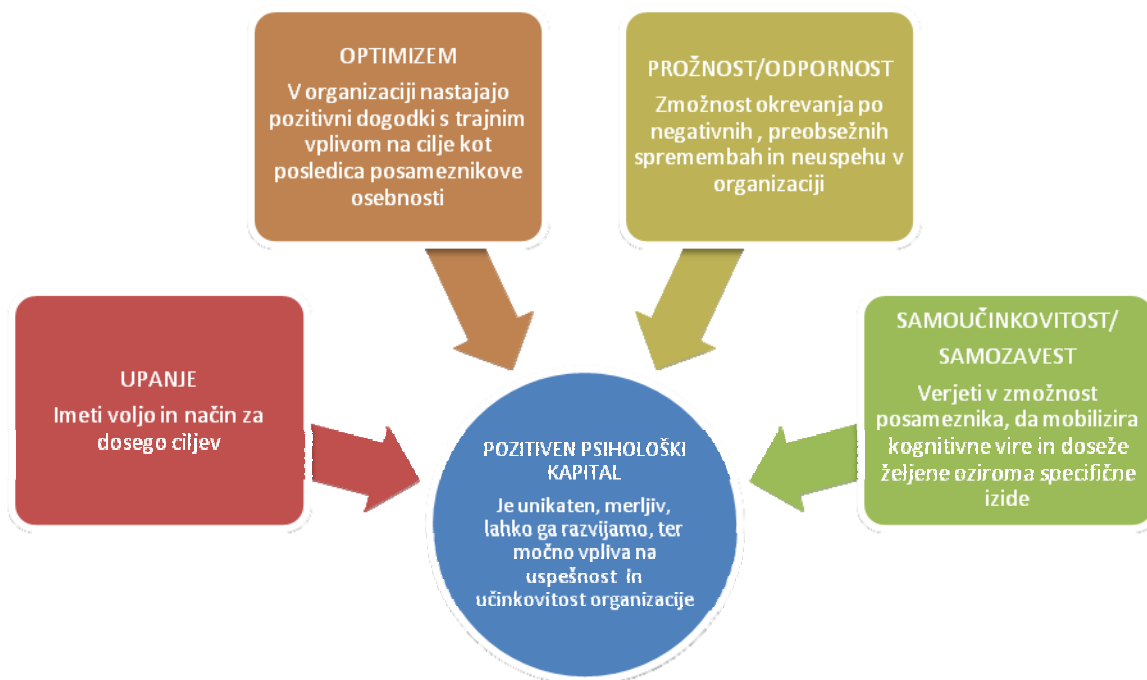 OPTIMIZEM
V organizaciji nastajajo
pozitivni dogodki s trajnim
vplivom na cilje kot
posledica posameznikove
osebnosti
PROŽNOST/ODPORNOST
Zmožnost okrevanja po
negativnih , preobsežnih
spremembah in neuspehu v
organizaciji
UPANJE
Imeti voljo in način za
dosego ciljev
SAMOUČINKOVITOST/
SAMOZAVEST
Verjeti v zmožnost
posameznika, da mobilizira
kognitivne vire in doseže
željene oziroma specifične
izide
POZITIVEN PSIHOLOŠKI
KAPITAL
Je unikaten, merljiv,
lahko ga razvijamo, ter
močno vpliva na
uspešnost in
učinkovitost organizacije